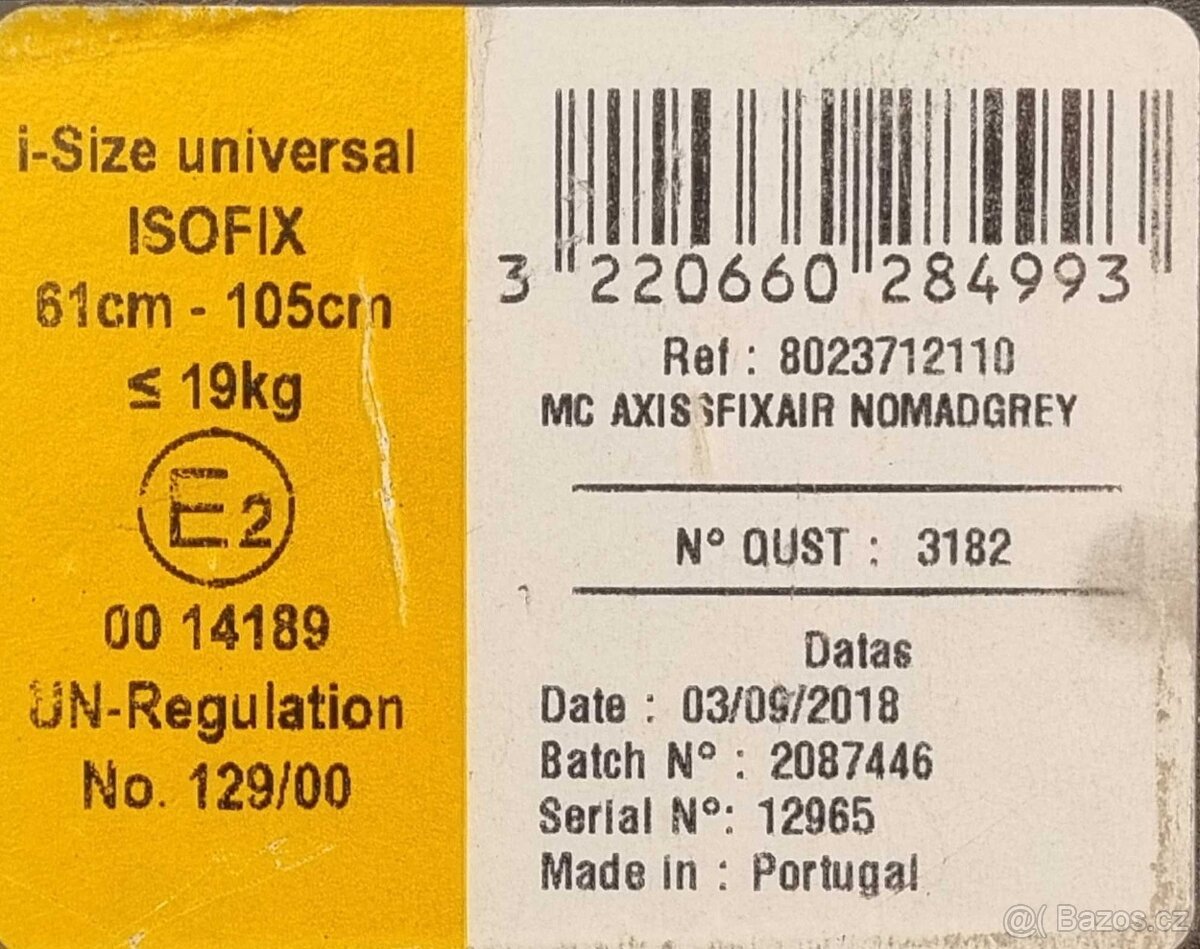 i-Size universal
ISOFIX
61cm - 105cm
≤ 19kg
E2
00 14189
UN-Regulation
No. 129/00
3 220660 284993
Ref : 8023712110
MC AXISSFIXAIR NOMADGREY
N° QUST : 3182
Datas
Date : 03/09/2018
Batch N° : 2087446
Serial N°: 12965
Made in : Portugal
@( Bazos.cz